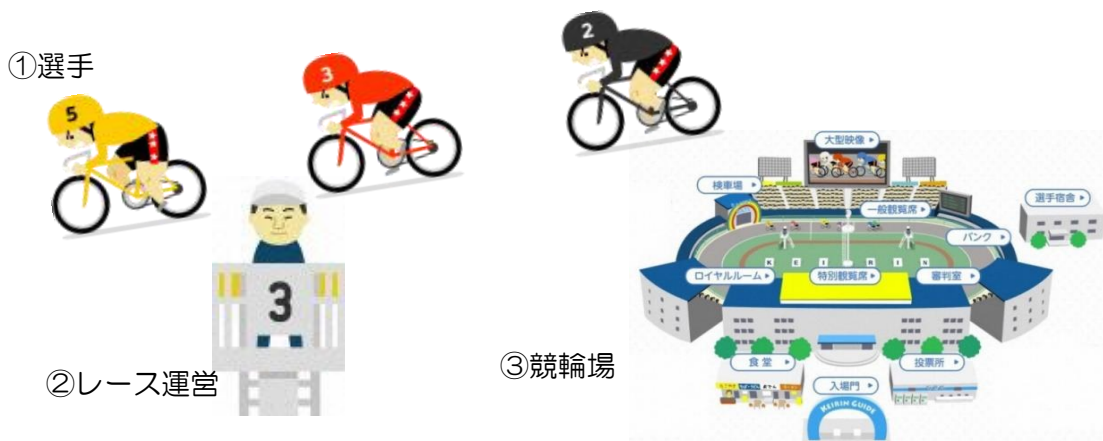 ①選手
5
3
2
3
②レース運営
③競輪場
大型映像
検車場
一般観覧席
選手宿舎
バンク
KEIRIN
ロイヤルルーム
特別観覧席
審判室
食堂
投票所
入場門
KEIRIN GUIDE